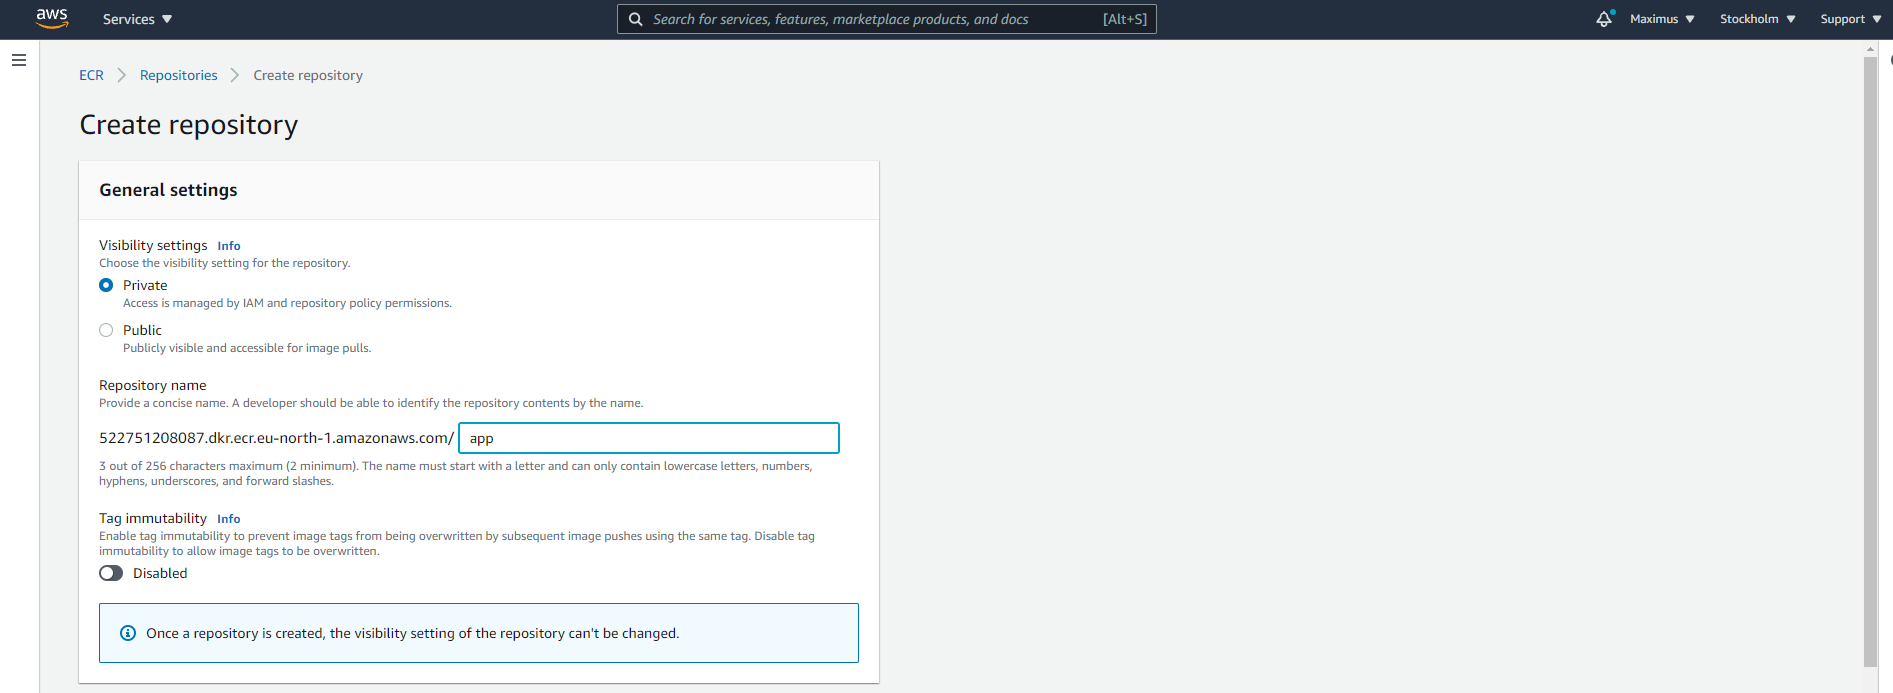 aws Services Search for services, features, marketplace products, and docs [Alt+S] Maximus Stockholm Support
ECR Repositories Create repository
Create repository
General settings
Visibility settings Info
Choose the visibility setting for the repository.
Private
Access is managed by IAM and repository policy permissions.
Public
Publicly visible and accessible for image pulls.
Repository name
Provide a concise name. A developer should be able to identify the repository contents by the name.
522751208087.dkr.ecr.eu-north-1.amazonaws.com/ app
3 out of 256 characters maximum (2 minimum). The name must start with a letter and can only contain lowercase letters, numbers,
hyphens, underscores, and forward slashes.
Tag immutability Info
Enable tag immutability to prevent image tags from being overwritten by subsequent image pushes using the same tag. Disable tag
immutability to allow image tags to be overwritten.
Disabled
Once a repository is created, the visibility setting of the repository can't be changed.